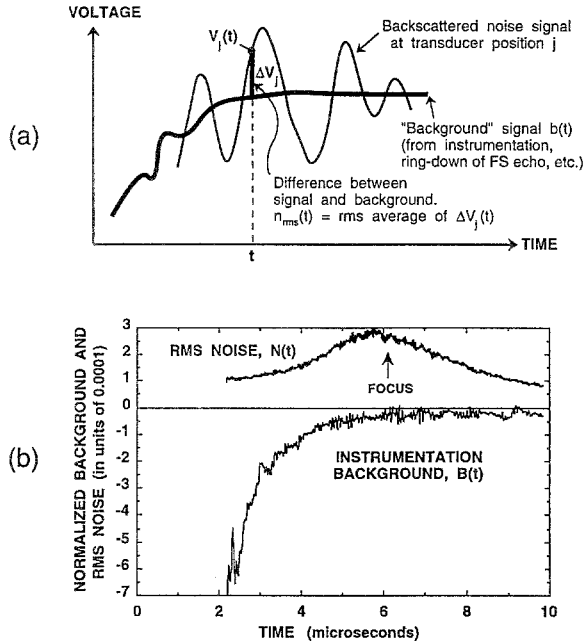 VOLTAGE
V_j(t)
Backscattered noise signal
at transducer position j
ΔV_j
(a)
"Background" signal b(t)
(from instrumentation,
ring-down of FS echo, etc.)
Difference between
signal and background.
n_rms(t) = rms average of ΔV_j(t)
t
TIME
(b)
NORMALIZED BACKGROUND AND
RMS NOISE (in units of 0.0001)
3
2
1
0
-1
-2
-3
-4
-5
-6
-7
RMS NOISE, N(t)
FOCUS
INSTRUMENTATION
BACKGROUND, B(t)
0
2
4
6
8
10
TIME (microseconds)